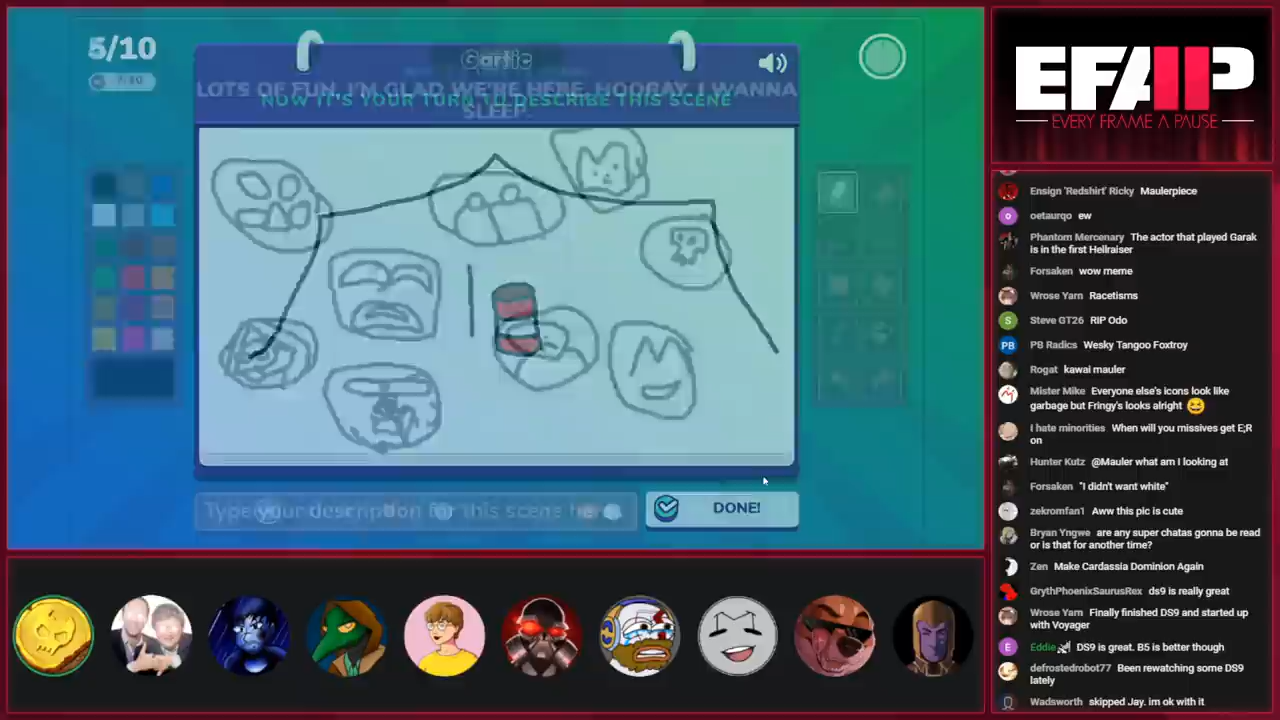 5/10
7/10
Gartic
LOTS OF FUN. I'M GLAD WE'RE HERE. HOORAY. I WANNA
SLEEP.
NOW IT'S YOUR TURN TO DESCRIBE THIS SCENE
Type your description for this scene here
DONE!
EFAP
EVERY FRAME A PAUSE
Ensign 'Redshirt' Ricky Maulerpiece
oetaurqo ew
Phantom Mercenary The actor that played Garak
is in the first Hellraiser
Forsaken wow meme
Wrose Yarn Racetisms
S
Steve GT26 RIP Odo
PB
PB Radics Wesky Tangoo Foxtroy
Rogat kawai mauler
Mister Mike Everyone else's icons look like
garbage but Fringy's looks alright 😆
I hate minorities When will you missives get E;R
on
Hunter Kutz @Mauler what am I looking at
Forsaken "I didn't want white"
zekromfan1 Aww this pic is cute
Bryan Yngwe are any super chatas gonna be read
or is that for another time?
Zen Make Cardassia Dominion Again
GrythPhoenixSaurusRex ds9 is really great
Wrose Yarn Finally finished DS9 and started up
with Voyager
E
Eddie DS9 is great. B5 is better though
defrostedrobot77 Been rewatching some DS9
lately
Wadsworth skipped Jay. im ok with it